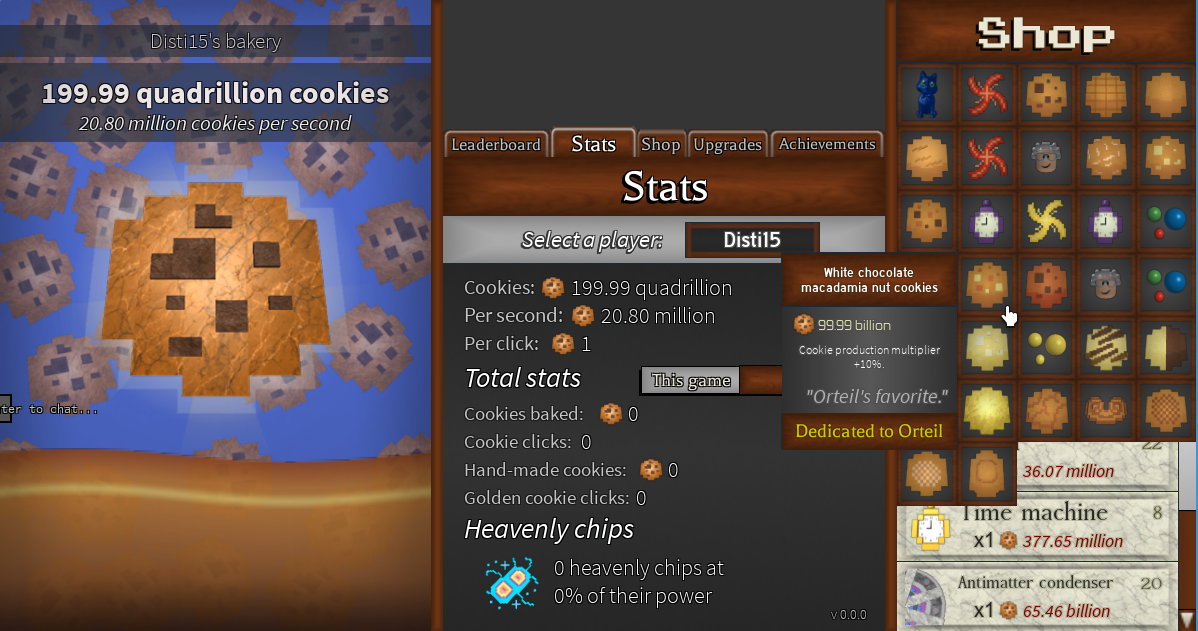 Disti15's bakery
199.99 quadrillion cookies
20.80 million cookies per second
ter to chat...
Leaderboard
Stats
Shop
Upgrades
Achievements
Stats
Select a player:
Disti15
Cookies: 199.99 quadrillion
Per second: 20.80 million
Per click: 1
Total stats
This game
Cookies baked: 0
Cookie clicks: 0
Hand-made cookies: 0
Golden cookie clicks: 0
Heavenly chips
0 heavenly chips at
0% of their power
v 0.0.0
Shop
White chocolate
macadamia nut cookies
99.99 billion
Cookie production multiplier
+10%.
"Orteil's favorite."
Dedicated to Orteil
22
36.07 million
Time machine 8
x1 377.65 million
Antimatter condenser 20
x1 65.46 billion